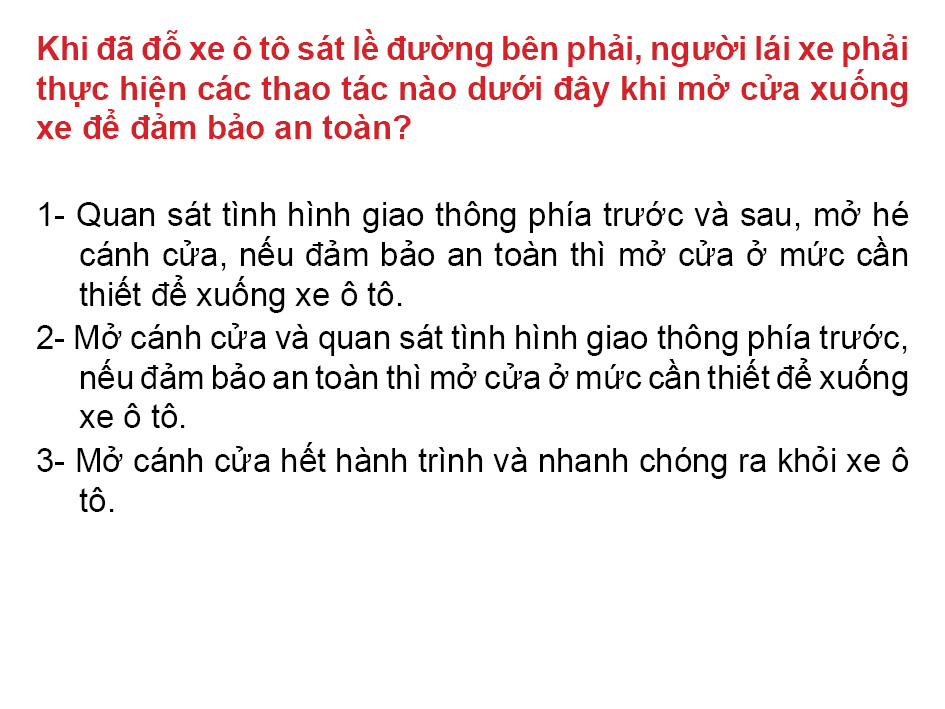 Khi đã đỗ xe ô tô sát lề đường bên phải, người lái xe phải
thực hiện các thao tác nào dưới đây khi mở cửa xuống
xe để đảm bảo an toàn?
1- Quan sát tình hình giao thông phía trước và sau, mở hé
cánh cửa, nếu đảm bảo an toàn thì mở cửa ở mức cần
thiết để xuống xe ô tô.
2- Mở cánh cửa và quan sát tình hình giao thông phía trước,
nếu đảm bảo an toàn thì mở cửa ở mức cần thiết để xuống
xe ô tô.
3- Mở cánh cửa hết hành trình và nhanh chóng ra khỏi xe ô
tô.